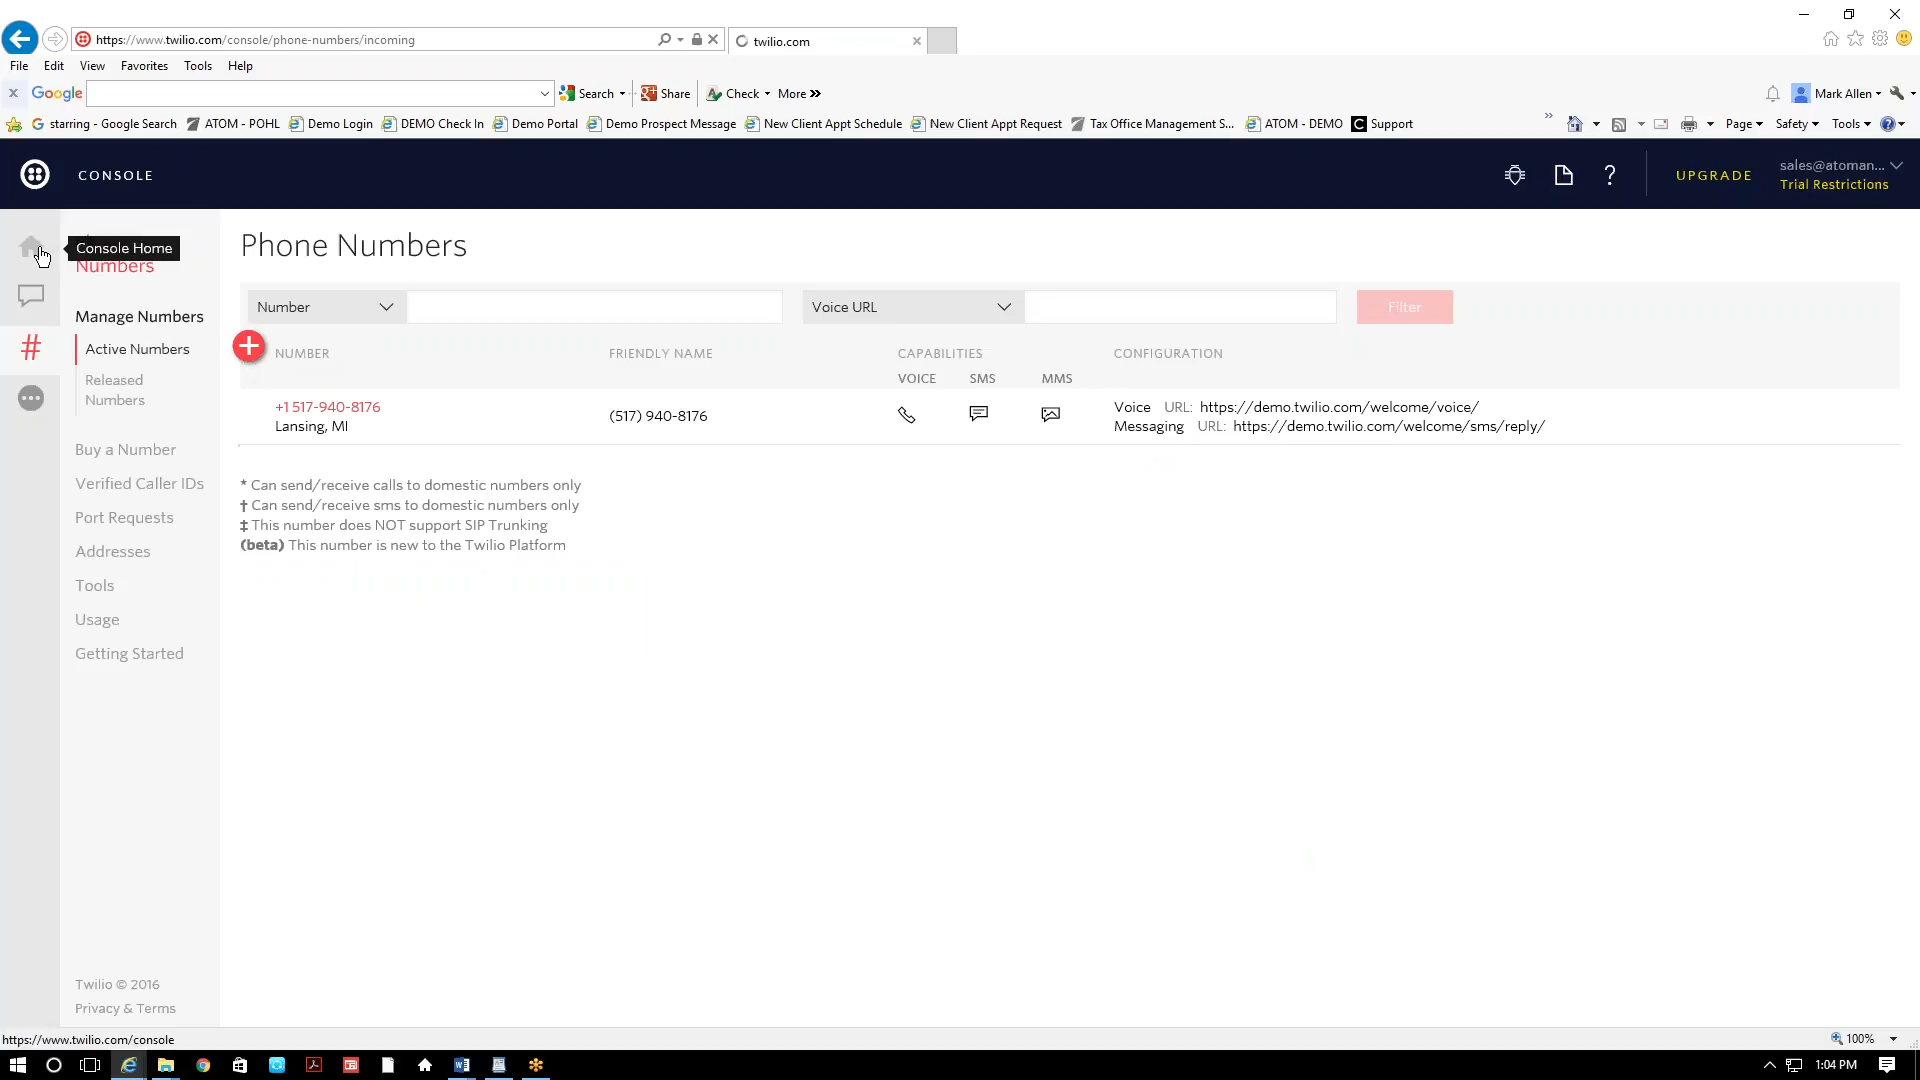 https://www.twilio.com/console/phone-numbers/incoming
twilio.com
File Edit View Favorites Tools Help
x Google Search Share Check More »
Mark Allen
starring - Google Search ATOM - POHL Demo Login DEMO Check In Demo Portal Demo Prospect Message New Client Appt Schedule New Client Appt Request Tax Office Management S... ATOM - DEMO C Support » Page Safety Tools
CONSOLE
? UPGRADE
sales@atoman...
Trial Restrictions
Console Home
Numbers
Manage Numbers
Active Numbers
Released
Numbers
Buy a Number
Verified Caller IDs
Port Requests
Addresses
Tools
Usage
Getting Started
Twilio © 2016
Privacy & Terms
Phone Numbers
Number Voice URL Filter
NUMBER FRIENDLY NAME CAPABILITIES CONFIGURATION
VOICE SMS MMS
+1 517-940-8176
Lansing, MI
(517) 940-8176
Voice URL: https://demo.twilio.com/welcome/voice/
Messaging URL: https://demo.twilio.com/welcome/sms/reply/
* Can send/receive calls to domestic numbers only
† Can send/receive sms to domestic numbers only
‡ This number does NOT support SIP Trunking
(beta) This number is new to the Twilio Platform
https://www.twilio.com/console
100%
1:04 PM